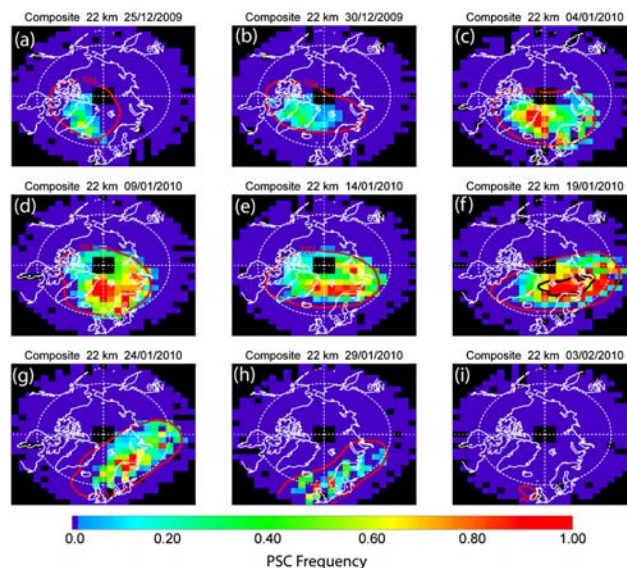 Composite 22 km 25/12/2009
Composite 22 km 30/12/2009
Composite 22 km 04/01/2010
(a)
(b)
(c)
Composite 22 km 09/01/2010
Composite 22 km 14/01/2010
Composite 22 km 19/01/2010
(d)
(e)
(f)
Composite 22 km 24/01/2010
Composite 22 km 29/01/2010
Composite 22 km 03/02/2010
(g)
(h)
(i)
0.0 0.20 0.40 0.60 0.80 1.00
PSC Frequency